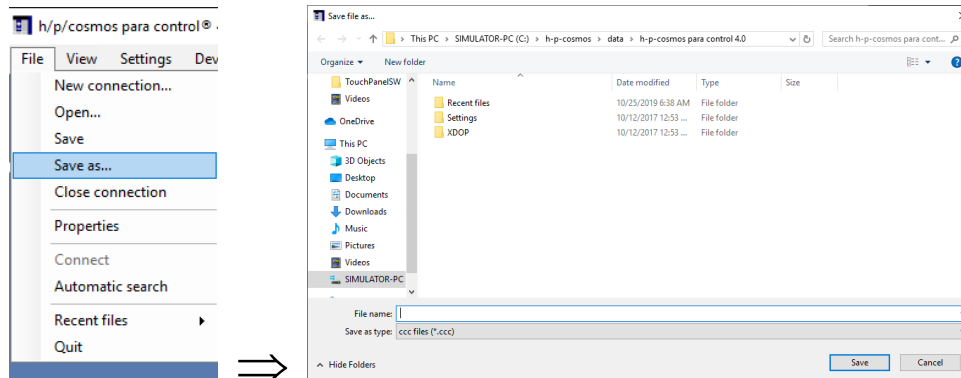 h/p/cosmos para control®
File View Settings Dev
New connection...
Open...
Save
Save as...
Close connection
Properties
Connect
Automatic search
Recent files
Quit
⇒
Save file as...
This PC > SIMULATOR-PC (C:) > h-p-cosmos > data > h-p-cosmos para control 4.0
Search h-p-cosmos para cont...
Organize New folder
TouchPanelSW
Videos
OneDrive
This PC
3D Objects
Desktop
Documents
Downloads
Music
Pictures
Videos
SIMULATOR-PC
Name Date modified Type Size
Recent files 10/25/2019 6:38 AM File folder
Settings 10/12/2017 12:53 ... File folder
XDOP 10/12/2017 12:53 ... File folder
File name:
Save as type: ccc files (*.ccc)
Hide Folders Save Cancel